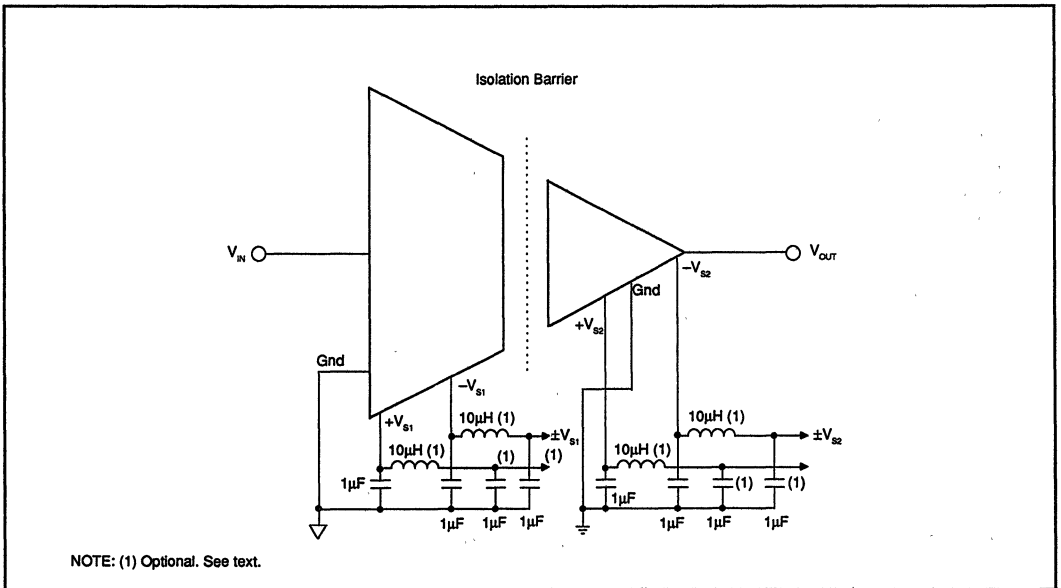 Isolation Barrier
V_IN
V_OUT
−V_S2
Gnd
+V_S2
Gnd
−V_S1
+V_S1
10μH (1)
10μH (1)
±V_S1
±V_S2
10μH (1)
(1)
(1)
10μH (1)
1μF
1μF
(1)
(1)
1μF
1μF
1μF
1μF
1μF
1μF
NOTE: (1) Optional. See text.